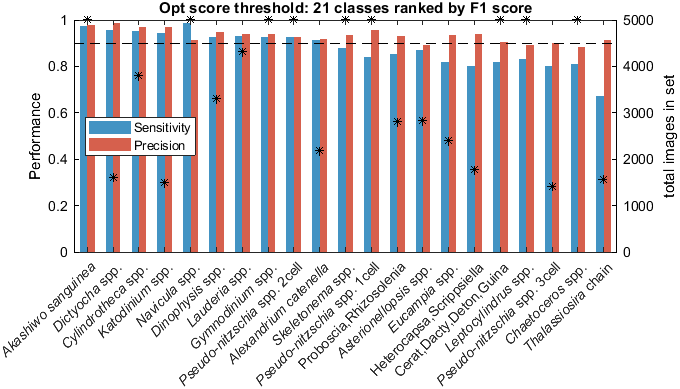 Opt score threshold: 21 classes ranked by F1 score
1
0.8
0.6
0.4
0.2
0
Performance
5000
4000
3000
2000
1000
0
total images in set
Sensitivity
Precision
Akashiwo sanguinea
Dictyocha spp.
Cylindrotheca spp.
Katodinium spp.
Navicula spp.
Dinophysis spp.
Lauderia spp.
Gymnodinium spp.
Pseudo-nitzschia spp. 2cell
Alexandrium catenella
Skeletonema spp.
Pseudo-nitzschia spp. 1cell
Proboscia, Rhizosolenia
Asterionellopsis spp.
Eucampia spp.
Heterocapsa,Scrippsiella
Cerat,Dacty,Deton,Guina
Leptocylindrus spp.
Pseudo-nitzschia spp. 3cell
Chaetoceros spp.
Thalassiosira chain